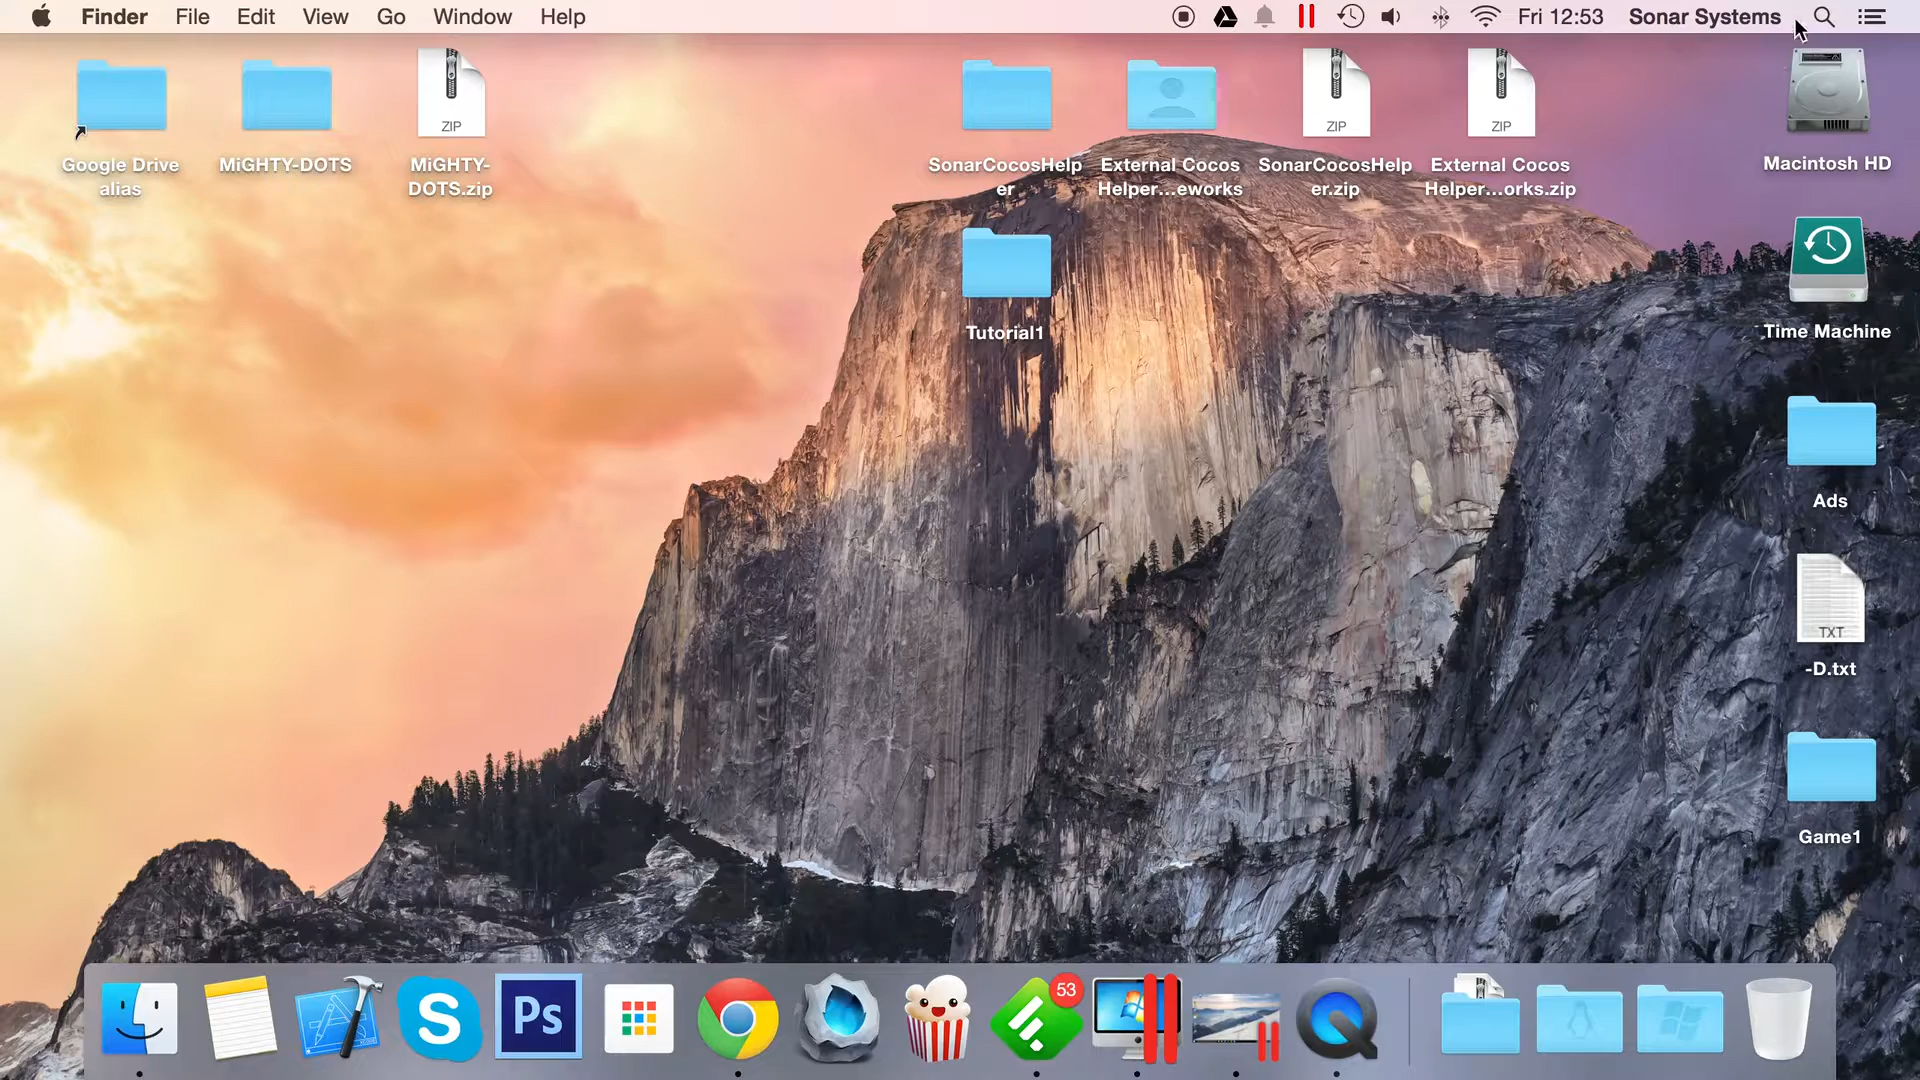 Finder File Edit View Go Window Help Fri 12:53 Sonar Systems
ZIP
ZIP
ZIP
Google Drive
alias
MiGHTY-DOTS
MiGHTY-
DOTS.zip
SonarCocosHelp
er
External Cocos
Helper...eworks
SonarCocosHelp
er.zip
External Cocos
Helper...orks.zip
Macintosh HD
Tutorial1
Time Machine
Ads
TXT
-D.txt
Game1
Ps
53